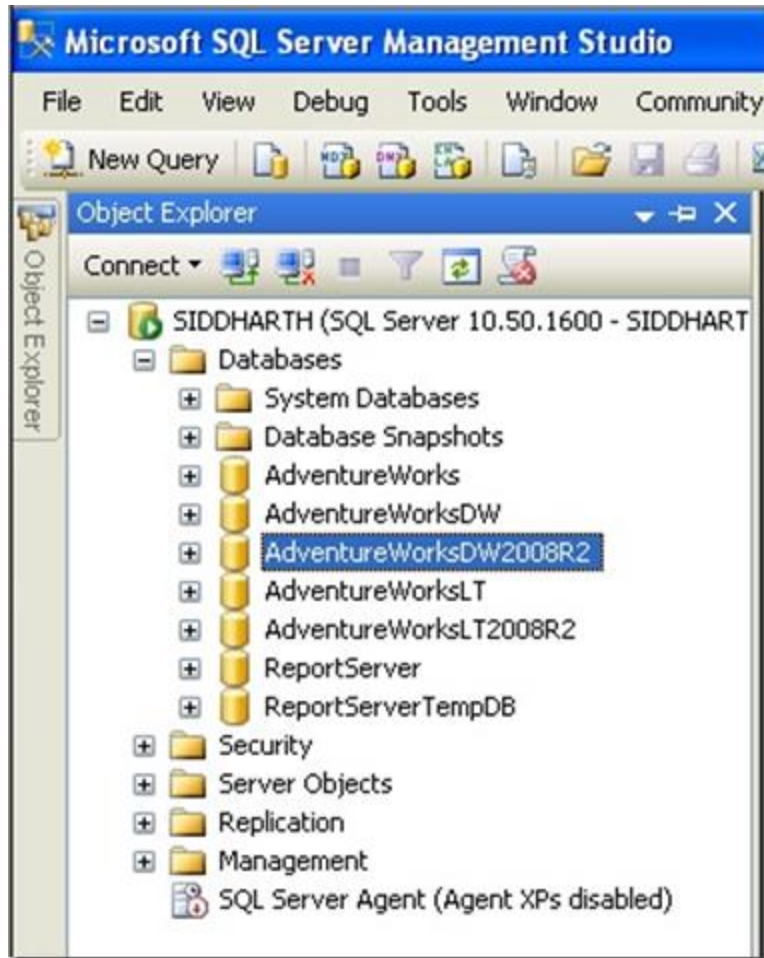 Microsoft SQL Server Management Studio
File Edit View Debug Tools Window Community
New Query
Object Explorer
Object Explorer
Connect
SIDDHARTH (SQL Server 10.50.1600 - SIDDHART
Databases
System Databases
Database Snapshots
AdventureWorks
AdventureWorksDW
AdventureWorksDW2008R2
AdventureWorksLT
AdventureWorksLT2008R2
ReportServer
ReportServerTempDB
Security
Server Objects
Replication
Management
SQL Server Agent (Agent XPs disabled)